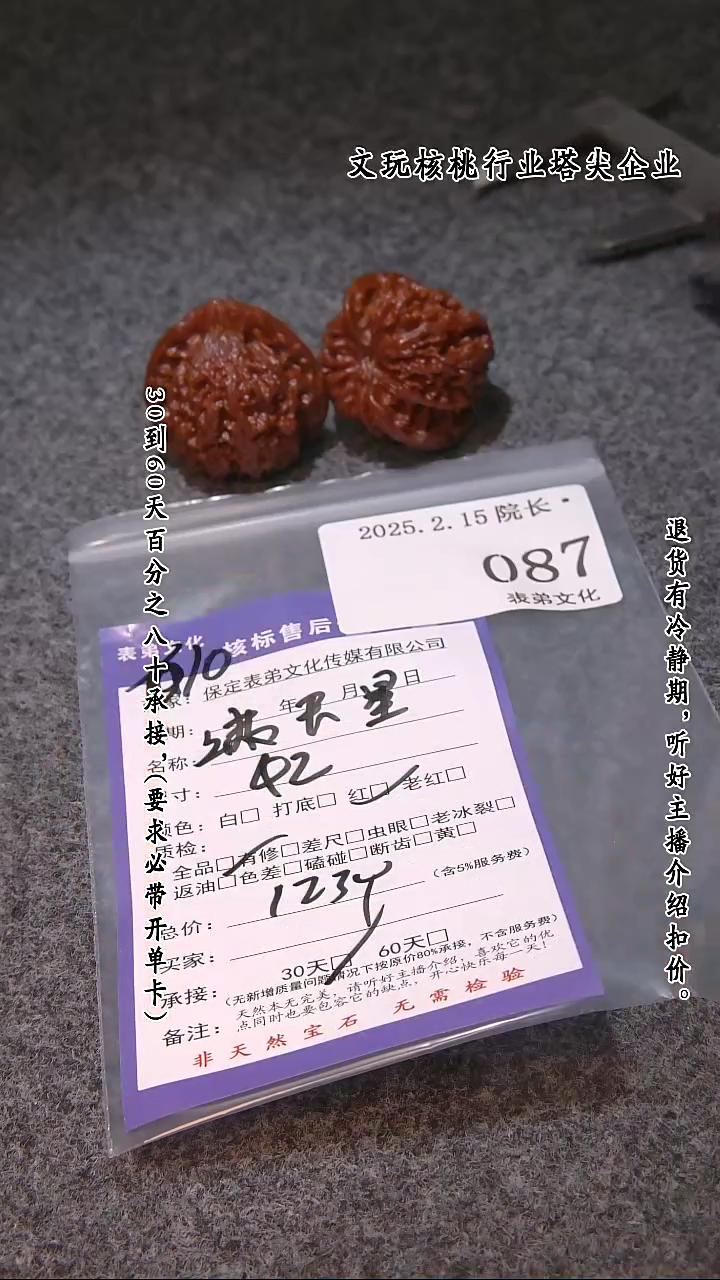 文玩核桃行业塔尖企业
30到60天百分之八十承接,(要求必带开单卡)
退货有冷静期,听好主播介绍扣价。
2025.2.15 院长
087
表弟文化
表弟文化 核标售后
310
保定表弟文化传媒有限公司
期: 年 月 日
名称: 满天星
寸: 42
颜色: 白□ 打底□ 红□ 老红□
质检:
全品□有修□差尺□虫眼□老冰裂□
返油□色差□磕碰□断齿□黄□
总价: 1234 (含5%服务费)
买家:
承接: 30天□ 60天□
(无新增质量问题情况下按原价80%承接,不含服务费)
备注: 天然本无完美,请听好主播介绍,喜欢它的优
点同时也要包容它的缺点,开心快乐每一天!
非天然宝石 无需检验